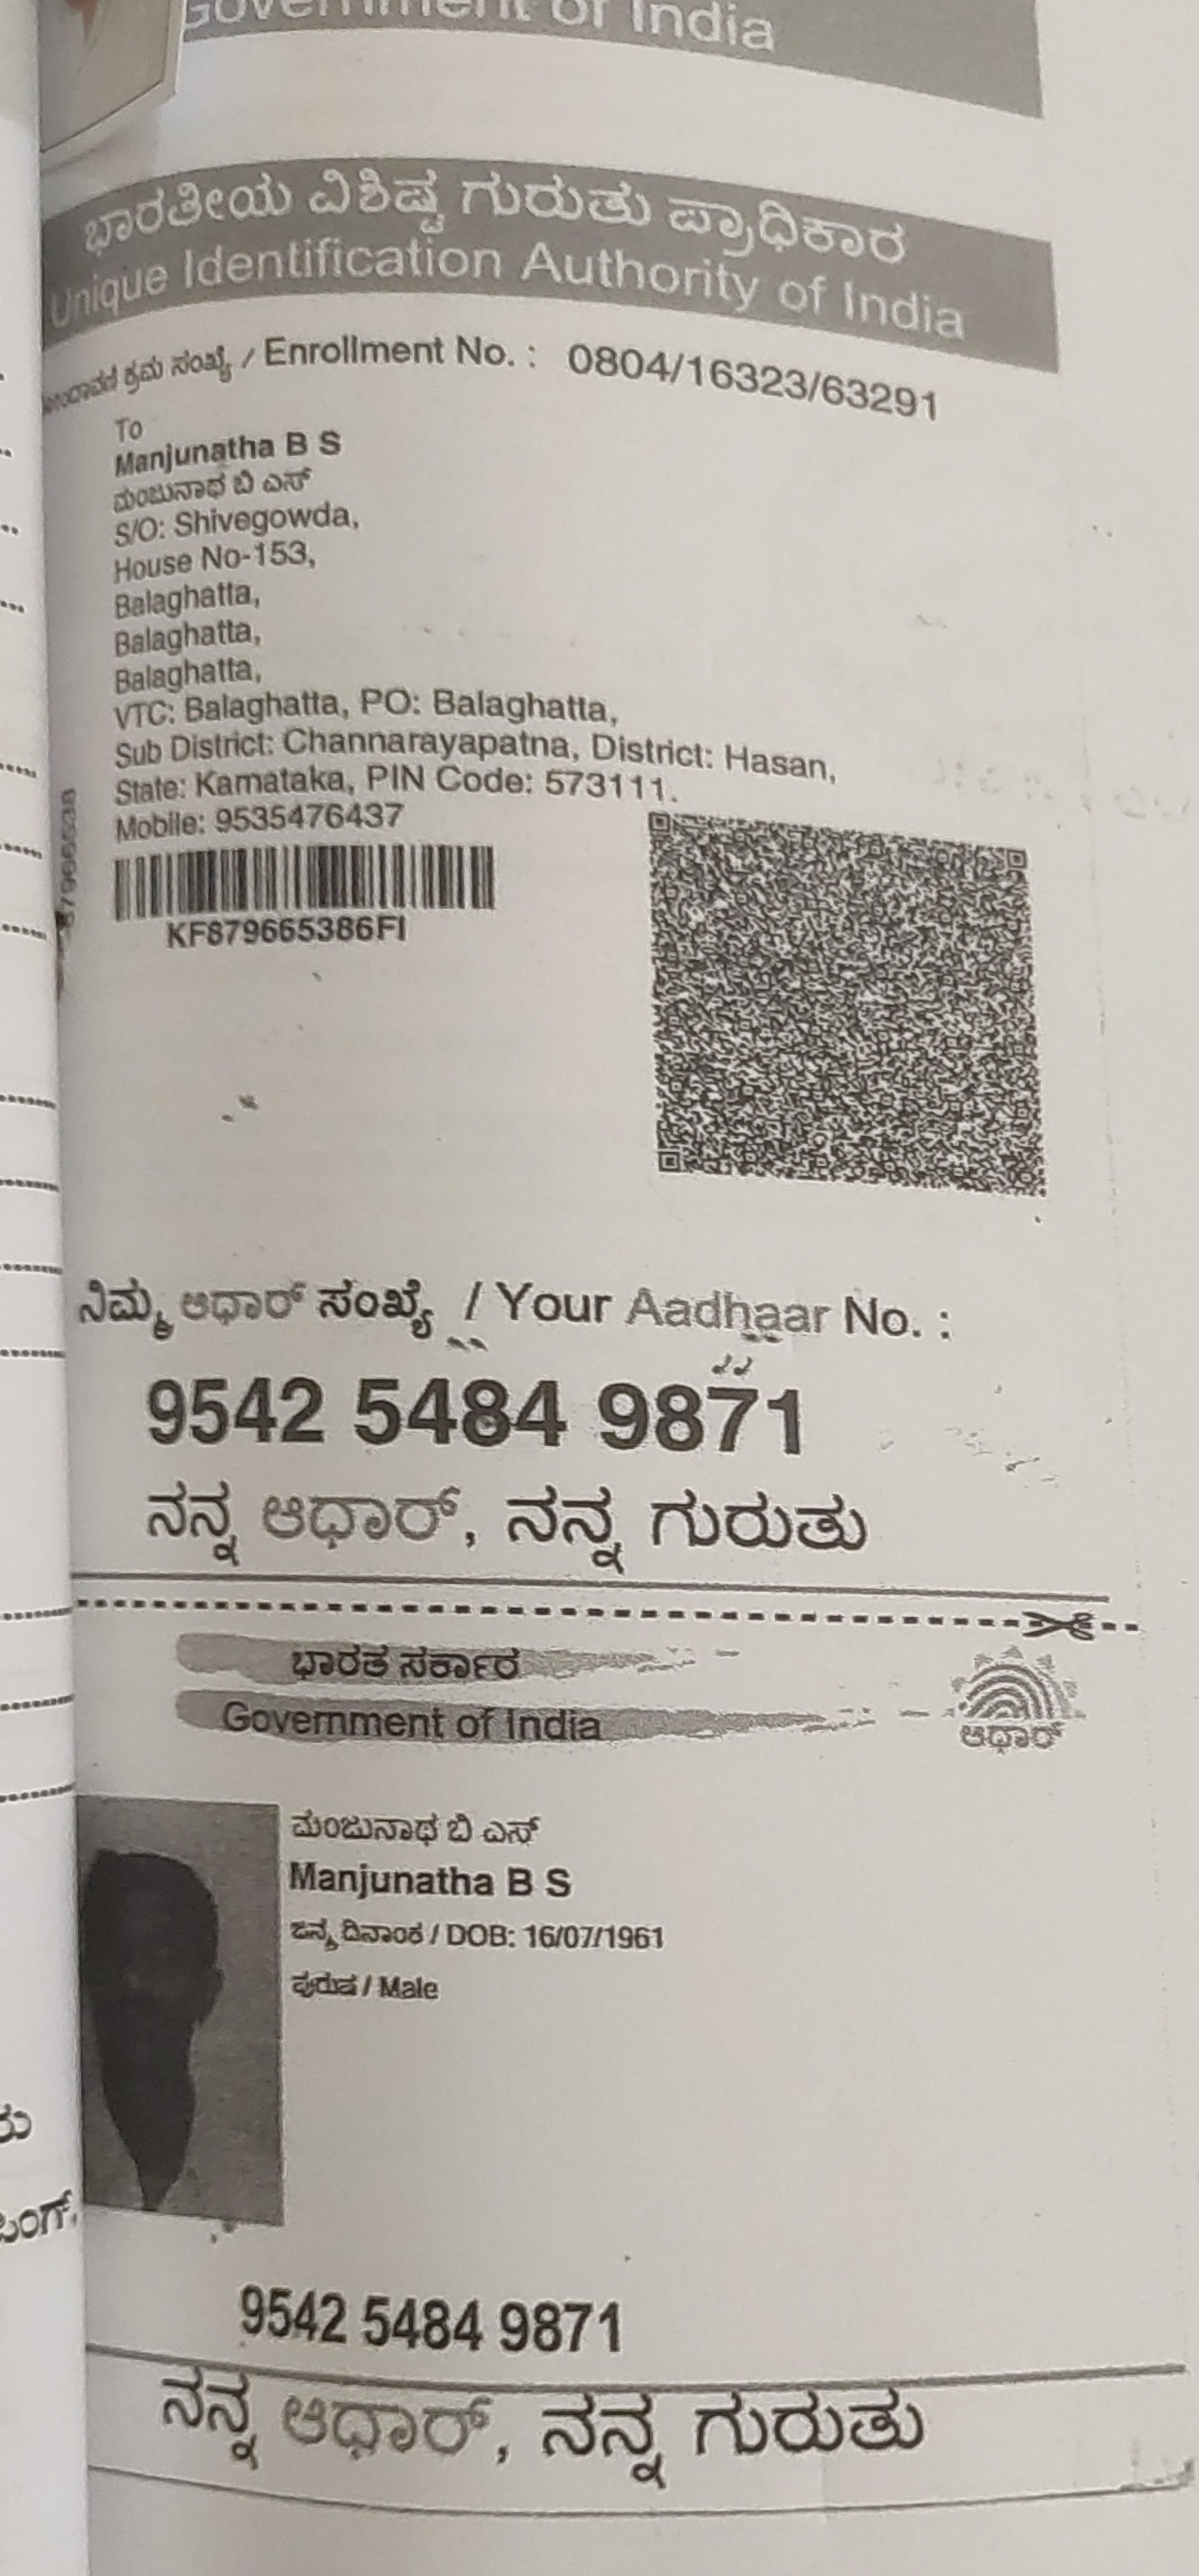 Government of India
ಭಾರತೀಯ ವಿಶಿಷ್ಟ ಗುರುತು ಪ್ರಾಧಿಕಾರ
Unique Identification Authority of India
ಕ್ರಮ ಸಂಖ್ಯೆ / Enrollment No. : 0804/16323/63291
To
Manjunatha B S
ಮಂಜುನಾಥ ಬಿ ಎಸ್
S/O: Shivegowda,
House No-153,
Balaghatta,
Balaghatta,
Balaghatta,
VTC: Balaghatta, PO: Balaghatta,
Sub District: Channarayapatna, District: Hasan,
State: Karnataka, PIN Code: 573111.
Mobile: 9535476437
KF879665386FI
ನಿಮ್ಮ ಆಧಾರ್ ಸಂಖ್ಯೆ / Your Aadhaar No. :
9542 5484 9871
ನನ್ನ ಆಧಾರ್, ನನ್ನ ಗುರುತು
ಭಾರತ ಸರ್ಕಾರ
Government of India
ಆಧಾರ್
ಮಂಜುನಾಥ ಬಿ ಎಸ್
Manjunatha B S
ಜನ್ಮ ದಿನಾಂಕ / DOB: 16/07/1961
ಪುರುಷ / Male
9542 5484 9871
ನನ್ನ ಆಧಾರ್, ನನ್ನ ಗುರುತು